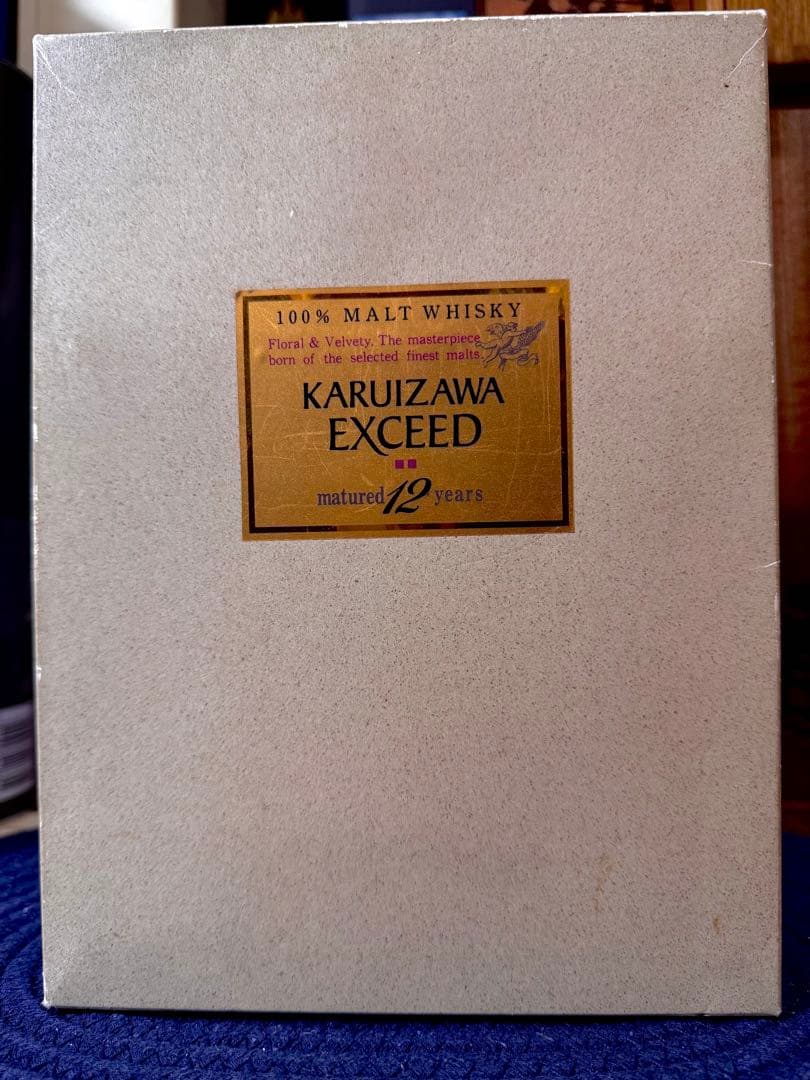 100% MALT WHISKY
Floral & Velvety. The masterpiece
born of the selected finest malts.
KARUIZAWA
EXCEED
matured 12 years